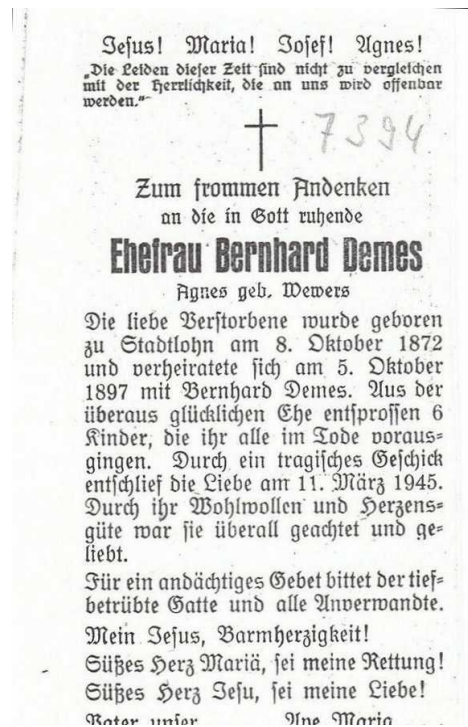 Jesus! Maria! Josef! Agnes!
„Die Leiden dieser Zeit sind nicht zu vergleichen
mit der Herrlichkeit, die an uns wird offenbar
werden.“
7394
Zum frommen Andenken
an die in Gott ruhende
Ehefrau Bernhard Demes
Agnes geb. Wewers
Die liebe Verstorbene wurde geboren
zu Stadtlohn am 8. Oktober 1872
und verheiratete sich am 5. Oktober
1897 mit Bernhard Demes. Aus der
überaus glücklichen Ehe entsprossen 6
Kinder, die ihr alle im Tode voraus-
gingen. Durch ein tragisches Geschick
entschlief die Liebe am 11. März 1945.
Durch ihr Wohlwollen und Herzens-
güte war sie überall geachtet und ge-
liebt.
Für ein andächtiges Gebet bittet der tief-
betrübte Gatte und alle Anverwandte.
Mein Jesus, Barmherzigkeit!
Süßes Herz Mariä, sei meine Rettung!
Süßes Herz Jesu, sei meine Liebe!
Vater unser Ave Maria